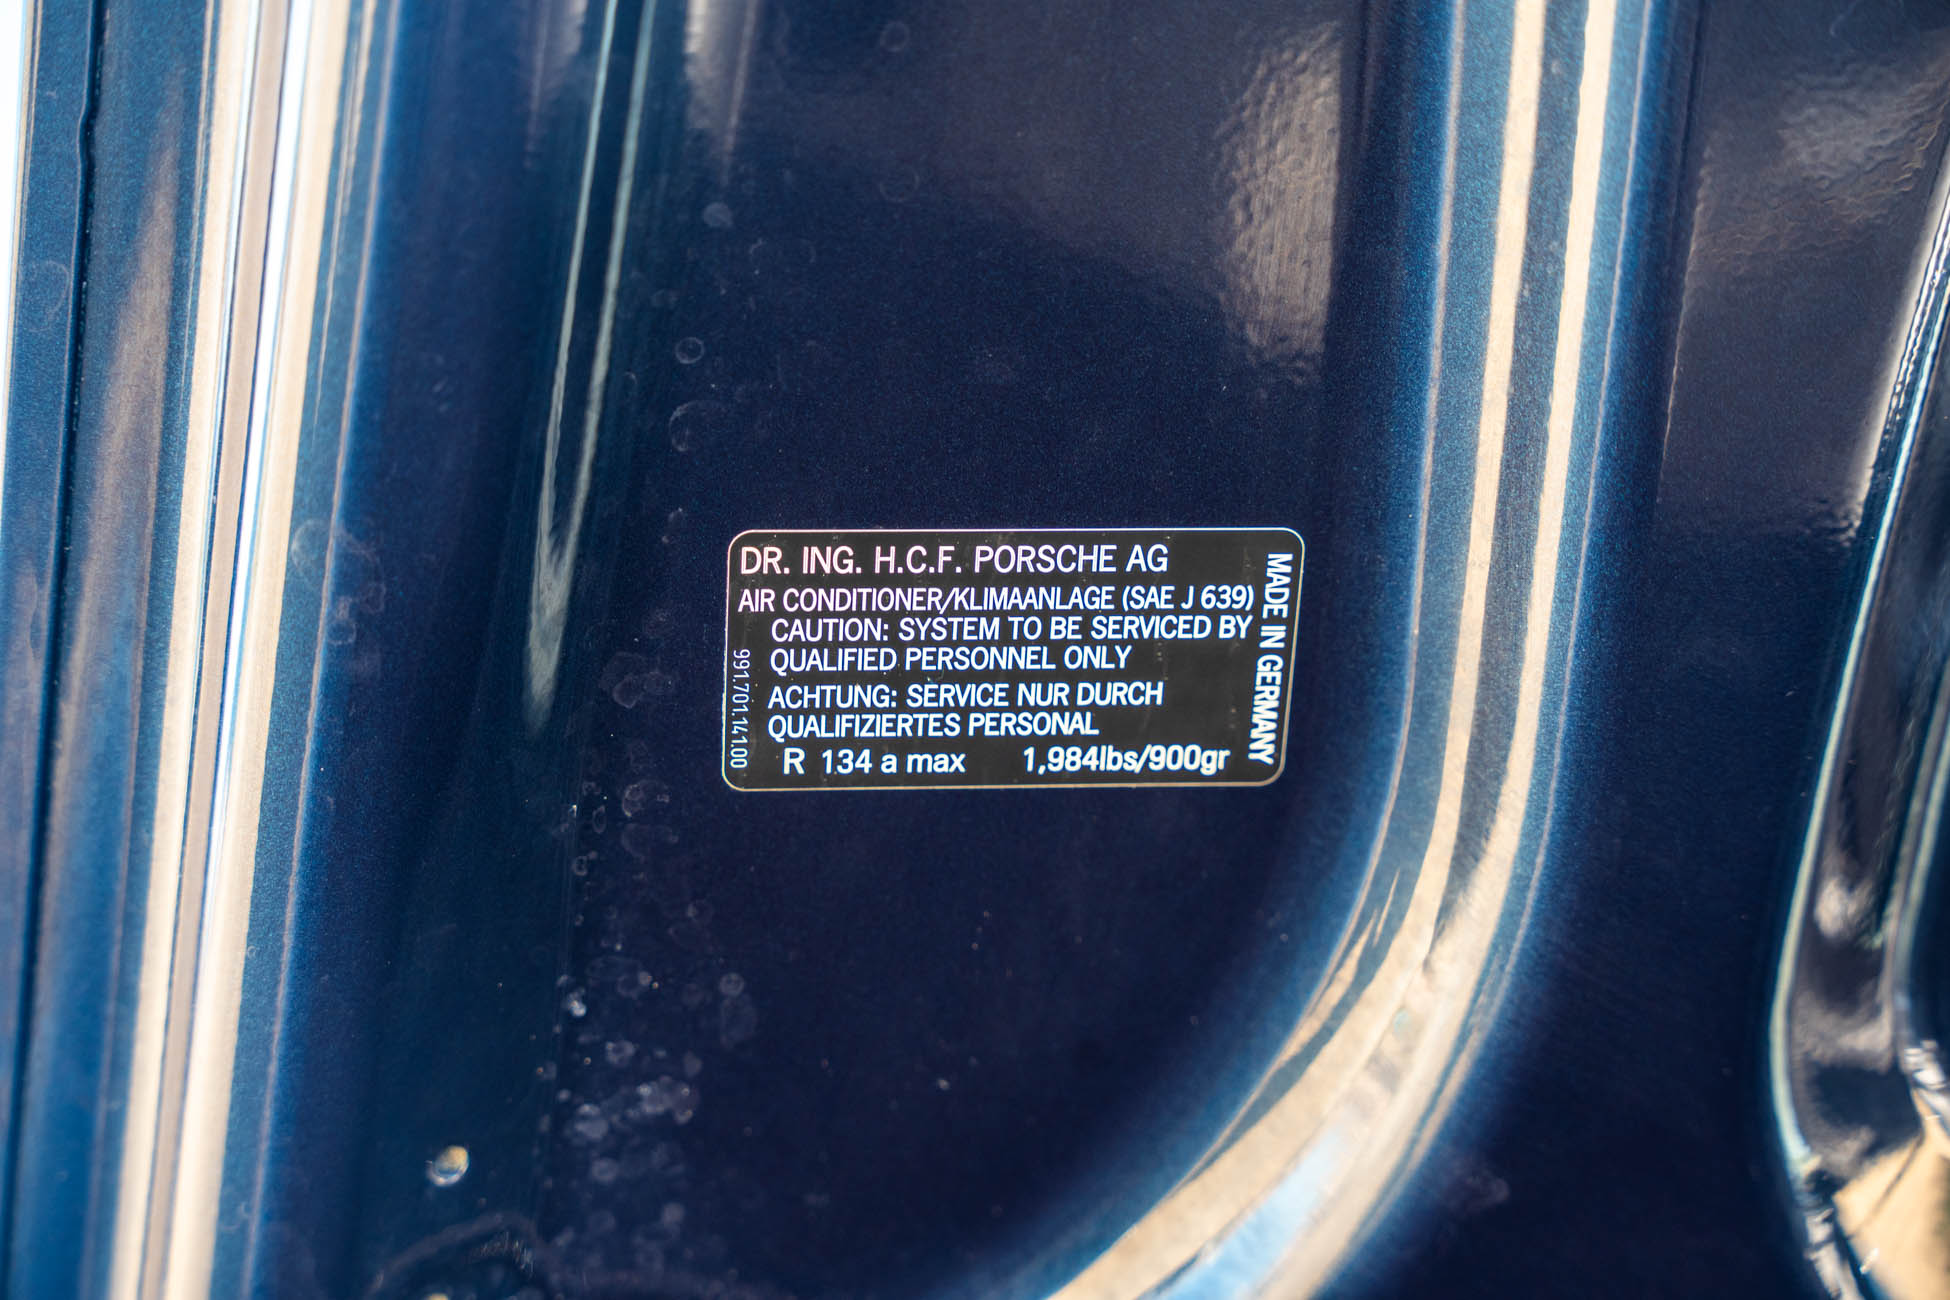 DR. ING. H.C.F. PORSCHE AG
AIR CONDITIONER/KLIMAANLAGE (SAE J 639)
CAUTION: SYSTEM TO BE SERVICED BY
QUALIFIED PERSONNEL ONLY
ACHTUNG: SERVICE NUR DURCH
QUALIFIZIERTES PERSONAL
R 134 a max 1,984lbs/900gr
MADE IN GERMANY
991.701.141.00